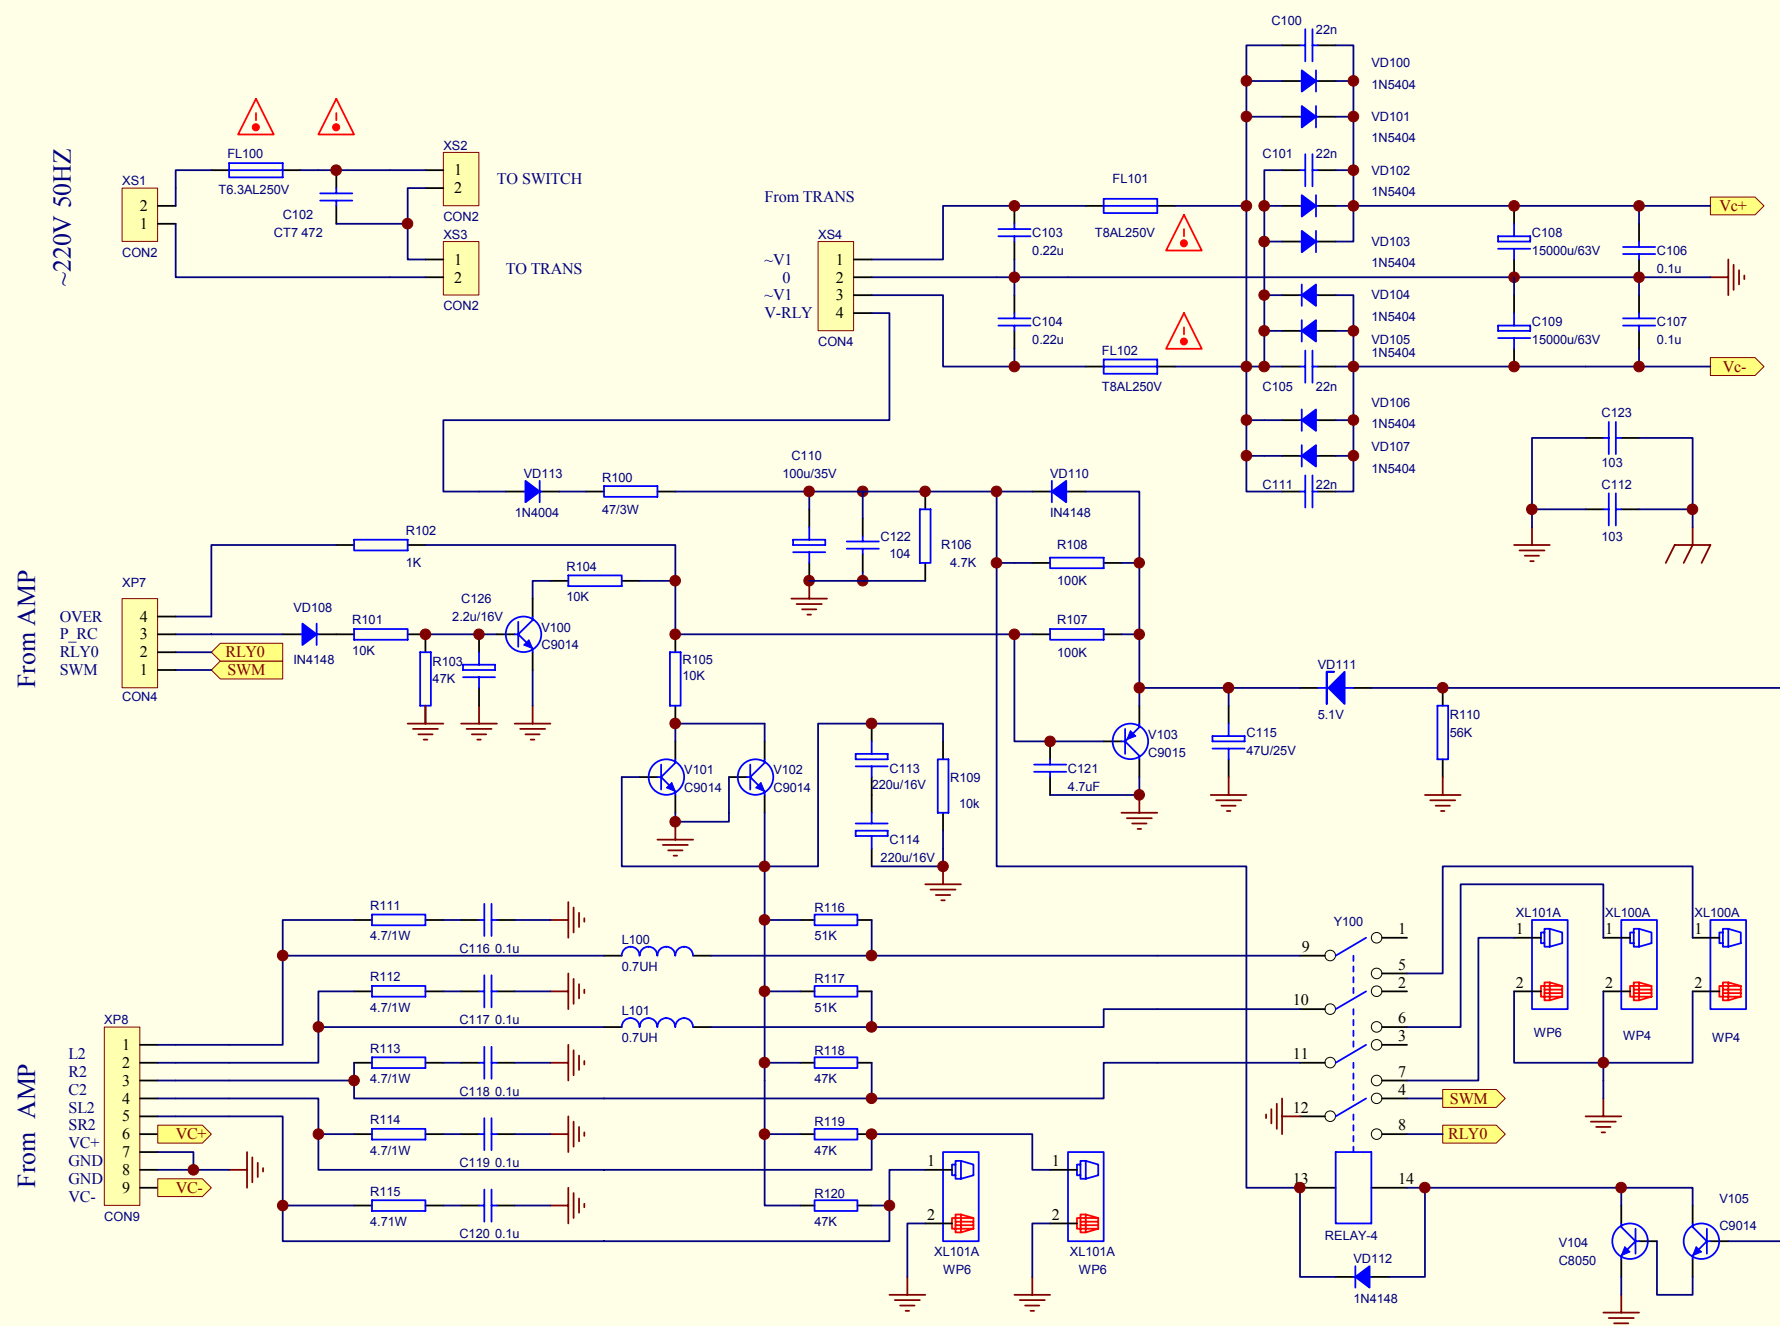 ~220V 50HZ
XS1
2
1
CON2
FL100
T6.3AL250V
C102
CT7 472
XS2
1
2
CON2
TO SWITCH
XS3
1
2
CON2
TO TRANS
From TRANS
XS4
~V1
0
~V1
V-RLY
1
2
3
4
CON4
C103
0.22u
C104
0.22u
FL101
T8AL250V
FL102
T8AL250V
C100
22n
VD100
1N5404
VD101
1N5404
C101
22n
VD102
1N5404
VD103
1N5404
VD104
1N5404
VD105
1N5404
C105
22n
VD106
1N5404
VD107
1N5404
C111
22n
C108
15000u/63V
C106
0.1u
C109
15000u/63V
C107
0.1u
Vc+
Vc-
C123
103
C112
103
VD113
1N4004
R100
47/3W
C110
100u/35V
C122
104
R106
4.7K
VD110
IN4148
R108
100K
R107
100K
From AMP
XP7
OVER
P_RC
RLY0
SWM
4
3
2
1
CON4
RLY0
SWM
R102
1K
VD108
IN4148
R101
10K
R103
47K
C126
2.2u/16V
V100
C9014
R104
10K
R105
10K
V101
C9014
V102
C9014
C113
220u/16V
C114
220u/16V
R109
10k
C121
4.7uF
V103
C9015
C115
47U/25V
VD111
5.1V
R110
56K
From AMP
XP8
L2
R2
C2
SL2
SR2
VC+
GND
GND
VC-
1
2
3
4
5
6
7
8
9
CON9
VC+
VC-
R111
4.7/1W
C116 0.1u
R112
4.7/1W
C117 0.1u
R113
4.7/1W
C118 0.1u
R114
4.7/1W
C119 0.1u
R115
4.71W
C120 0.1u
L100
0.7UH
L101
0.7UH
R116
51K
R117
51K
R118
47K
R119
47K
R120
47K
1
2
XL101A
WP6
1
2
XL101A
WP6
Y100
9
10
11
12
1
5
2
6
3
7
4
8
SWM
RLY0
13
14
RELAY-4
VD112
1N4148
XL101A
1
2
WP6
XL100A
1
2
WP4
XL100A
1
2
WP4
V104
C8050
V105
C9014